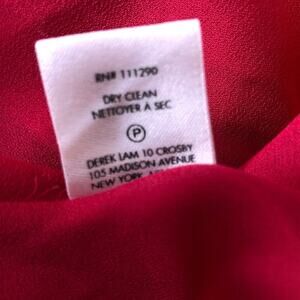 RN# 111290
DRY CLEAN
NETTOYER À SEC
P
DEREK LAM 10 CROSBY
105 MADISON AVENUE
NEW YORK,